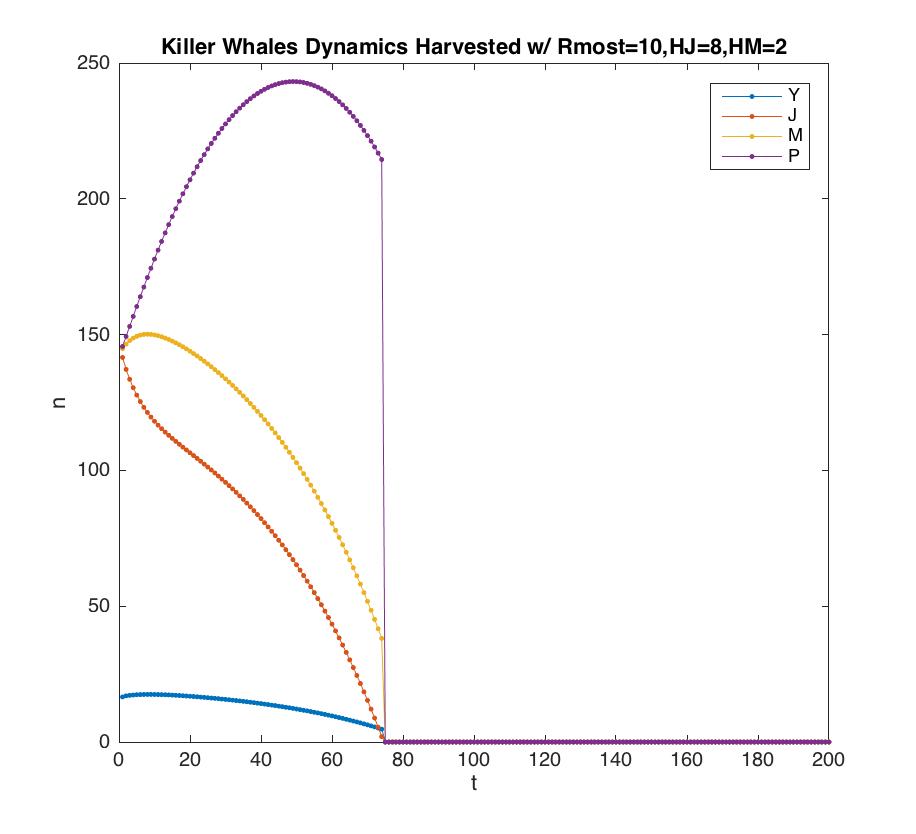 Killer Whales Dynamics Harvested w/ Rmost=10,HJ=8,HM=2
250
200
150
100
50
0
n
0 20 40 60 80 100 120 140 160 180 200
t
Y
J
M
P